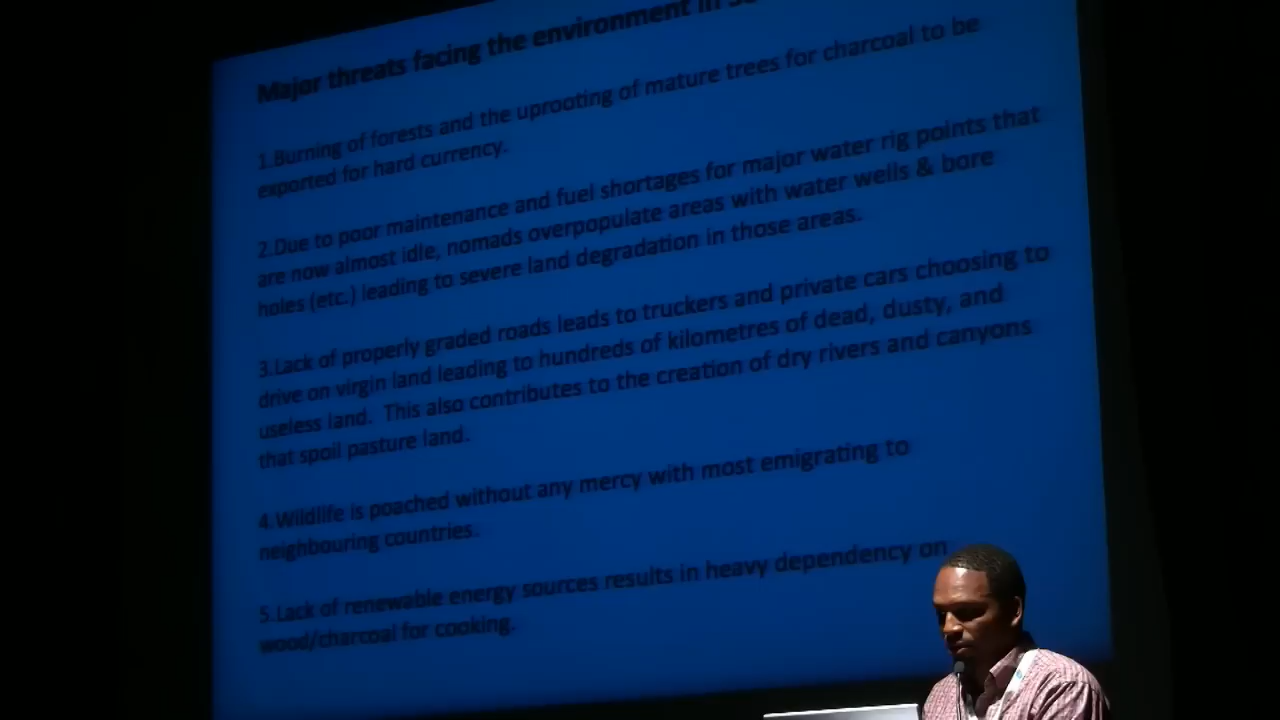 Major threats facing the environment in
1.Burning of forests and the uprooting of mature trees for charcoal to be
exported for hard currency.
2.Due to poor maintenance and fuel shortages for major water rig points that
are now almost idle, nomads overpopulate areas with water wells & bore
holes (etc.) leading to severe land degradation in those areas.
3.Lack of properly graded roads leads to truckers and private cars choosing to
drive on virgin land leading to hundreds of kilometres of dead, dusty, and
useless land. This also contributes to the creation of dry rivers and canyons
that spoil pasture land.
4.Wildlife is poached without any mercy with most emigrating to
neighbouring countries.
5.Lack of renewable energy sources results in heavy dependency on
wood/charcoal for cooking.